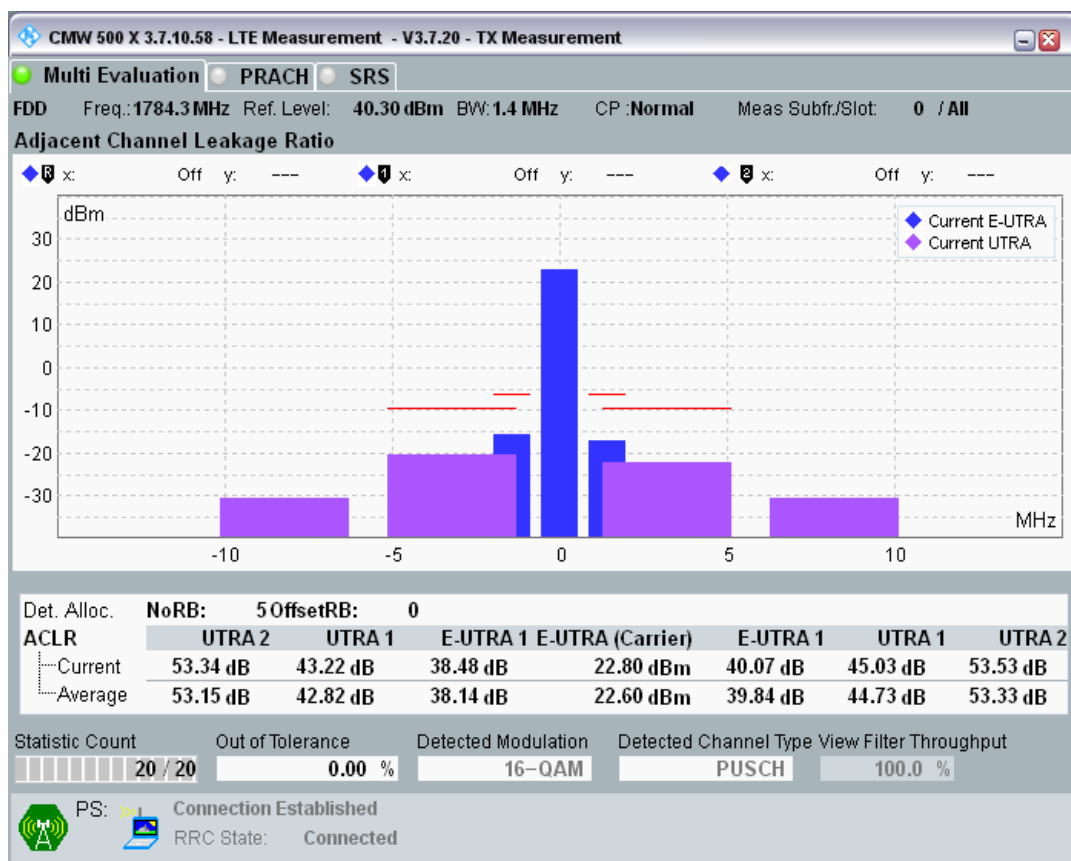 CMW 500 X 3.7.10.58 - LTE Measurement - V3.7.20 - TX Measurement
Multi Evaluation PRACH SRS
FDD Freq.: 1784.3 MHz Ref. Level: 40.30 dBm BW: 1.4 MHz CP : Normal Meas Subfr./Slot: 0 / All
Adjacent Channel Leakage Ratio
R x: Off y: --- 1 x: Off y: --- 2 x: Off y: ---
dBm
Current E-UTRA
Current UTRA
30
20
10
0
-10
-20
-30
MHz
-10 -5 0 5 10
Det. Alloc. NoRB: 5 OffsetRB: 0
ACLR UTRA 2 UTRA 1 E-UTRA 1 E-UTRA (Carrier) E-UTRA 1 UTRA 1 UTRA 2
Current 53.34 dB 43.22 dB 38.48 dB 22.80 dBm 40.07 dB 45.03 dB 53.53 dB
Average 53.15 dB 42.82 dB 38.14 dB 22.60 dBm 39.84 dB 44.73 dB 53.33 dB
Statistic Count Out of Tolerance Detected Modulation Detected Channel Type View Filter Throughput
20 / 20 0.00 % 16-QAM PUSCH 100.0 %
PS: Connection Established
RRC State: Connected